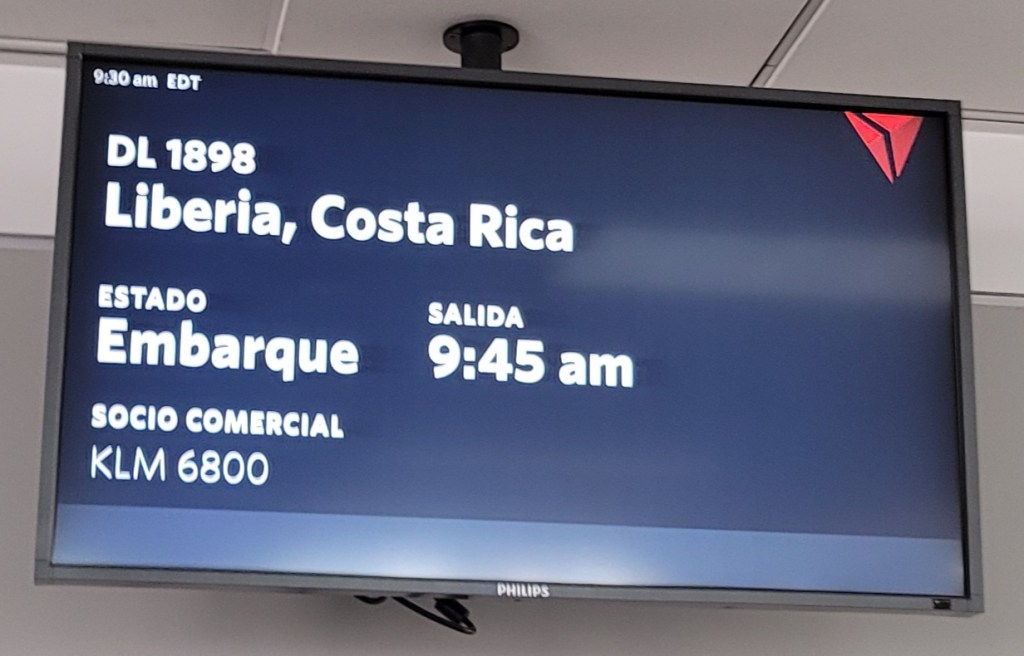 9:30 am EDT
DL 1898
Liberia, Costa Rica
ESTADO
Embarque
SALIDA
9:45 am
SOCIO COMERCIAL
KLM 6800
PHILIPS